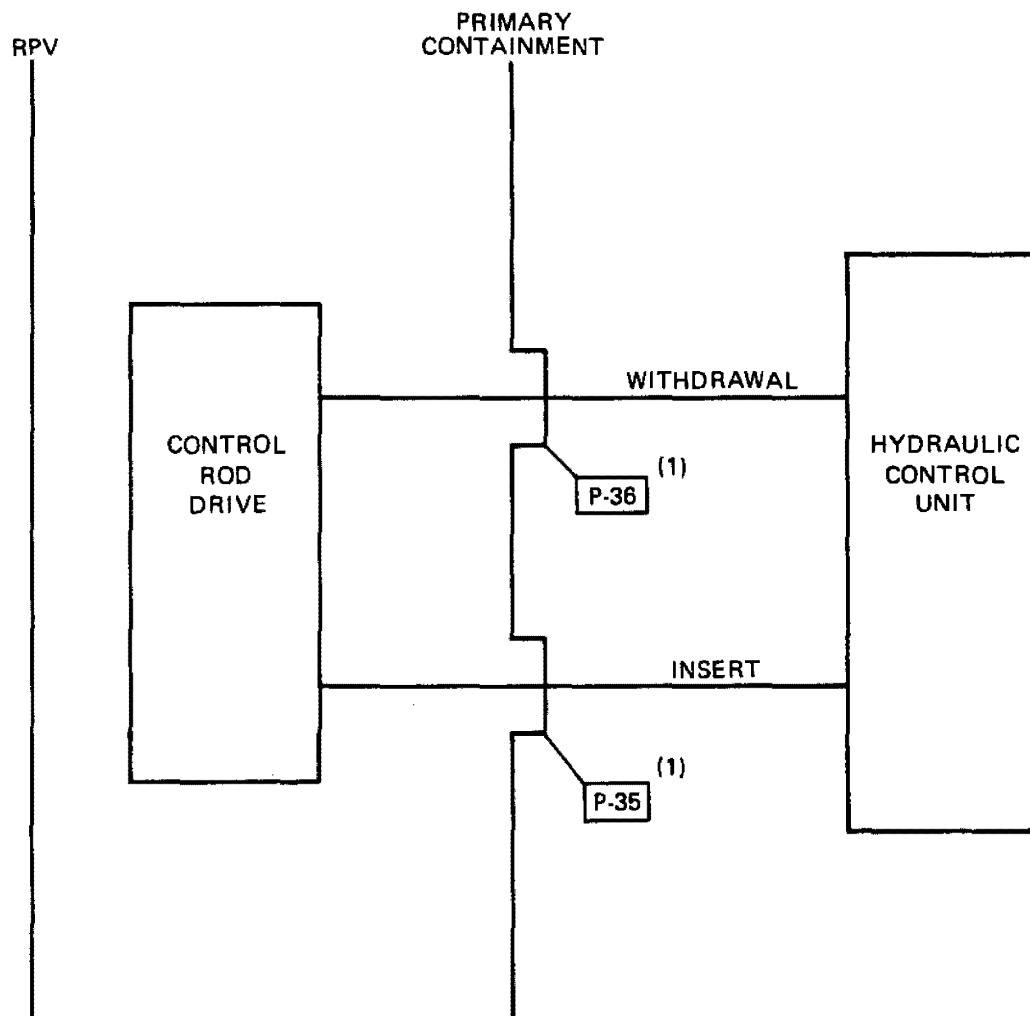 RPV
PRIMARY
CONTAINMENT
WITHDRAWAL
CONTROL
ROD
DRIVE
HYDRAULIC
CONTROL
UNIT
(1)
P-36
INSERT
(1)
P-35